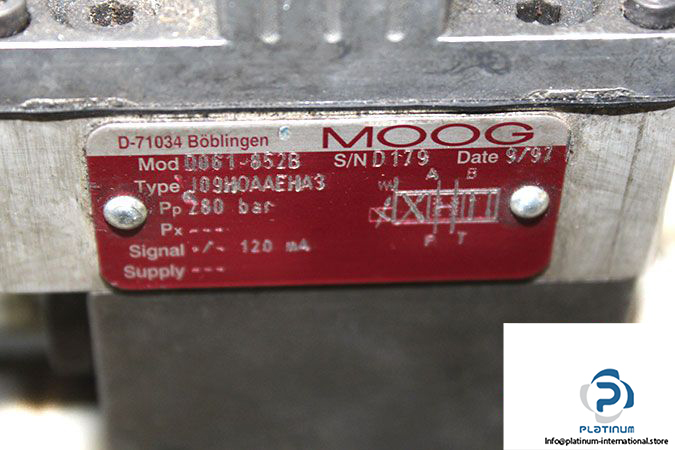 D-71034 Böblingen MOOG
Mod D061-852B S/N D179 Date 9/97
Type J09HOAAEHA3
Pp 280 bar
Px ---
Signal +/- 120 mA
Supply ---
A B
P T
P
PLATINUM
Info@platinum-international.store